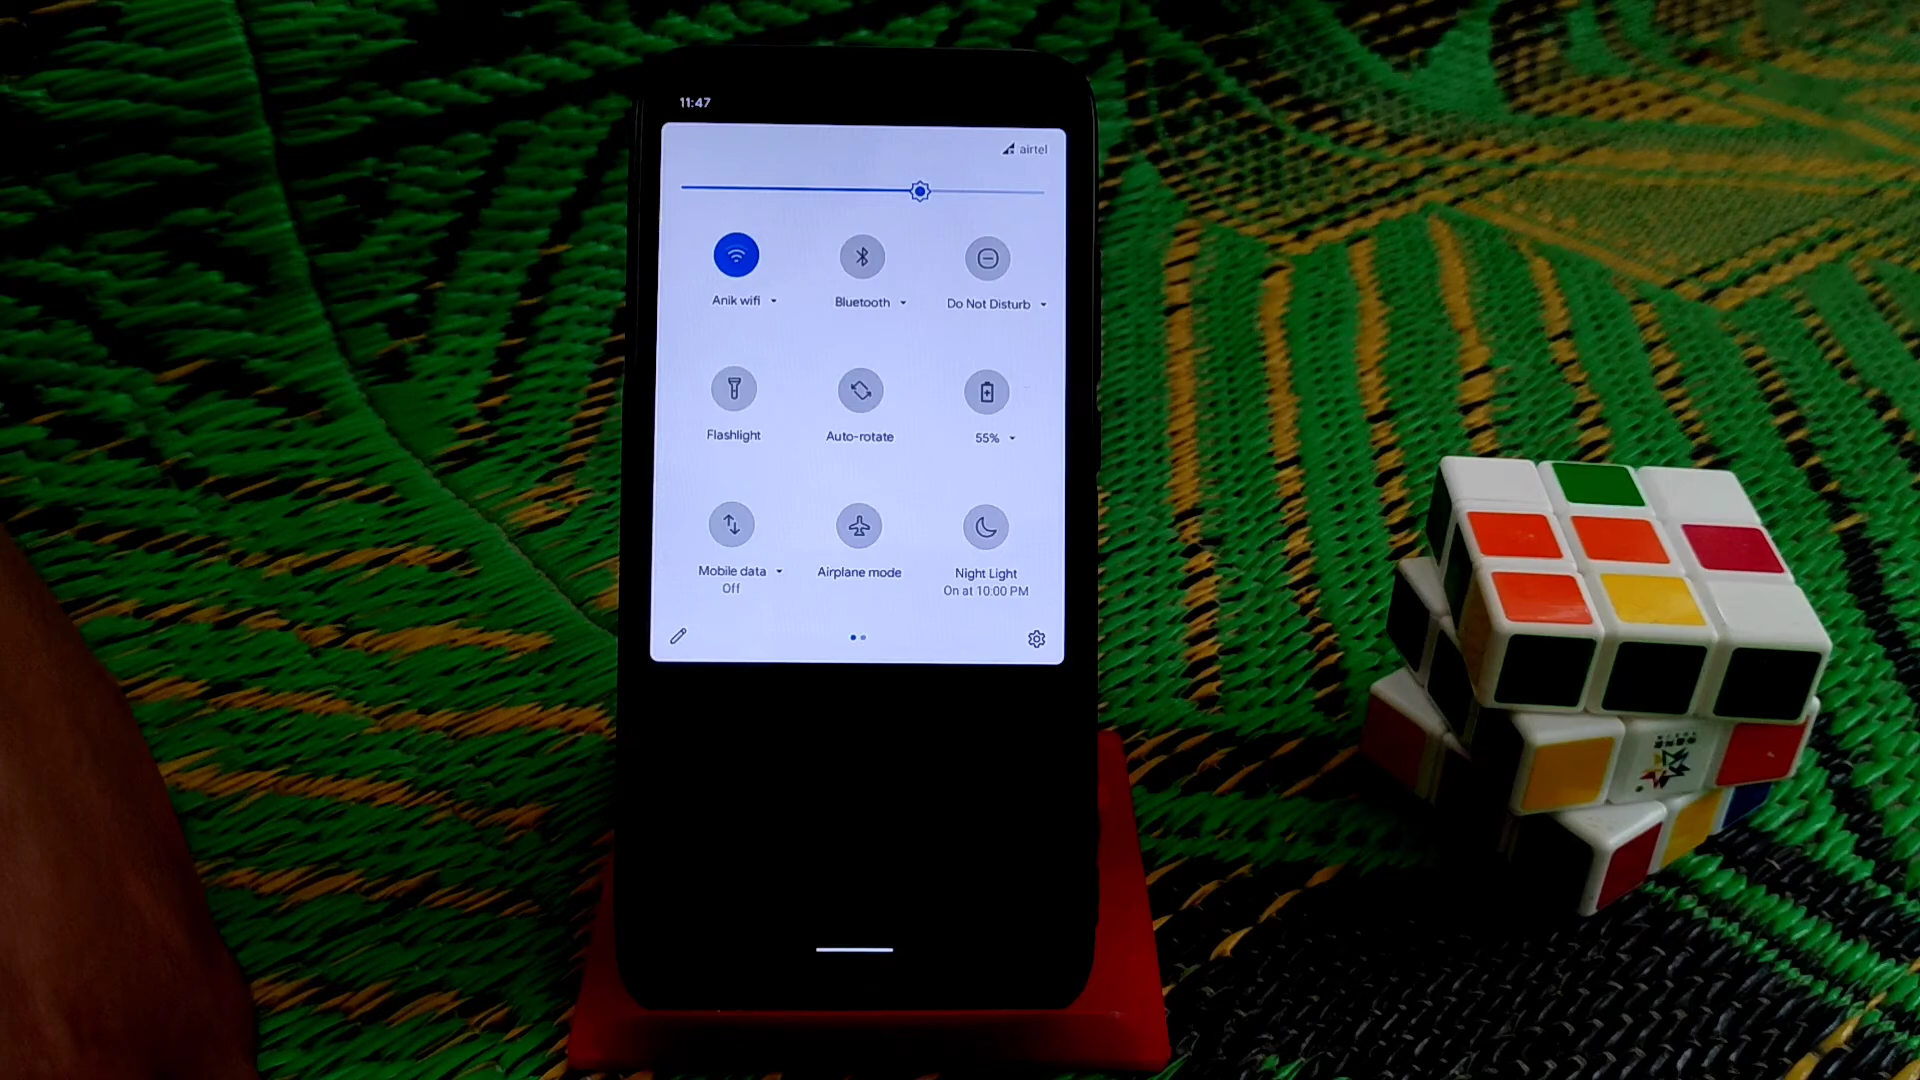 11:47
airtel
Anik wifi
Bluetooth
Do Not Disturb
Flashlight
Auto-rotate
55%
Mobile data
Off
Airplane mode
Night Light
On at 10:00 PM